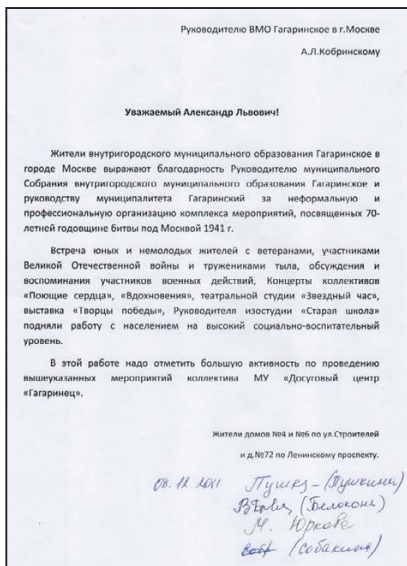 Руководителю ВМО Гагаринское в г.Москве
А.Л.Кобринскому
Уважаемый Александр Львович!
Жители внутригородского муниципального образования Гагаринское в
городе Москве выражают благодарность Руководителю муниципального
Собрания внутригородского муниципального образования Гагаринское и
руководству муниципалитета Гагаринский за неформальную и
профессиональную организацию комплекса мероприятий, посвященных 70-
летней годовщине битвы под Москвой 1941 г.
Встреча юных и немолодых жителей с ветеранами, участниками
Великой Отечественной войны и тружениками тыла, обсуждения и
воспоминания участников военных действий, Концерты коллективов
«Поющие сердца», «Вдохновения», театральной студии «Звездный час»,
выставка «Творцы победы», Руководителя изостудии «Старая школа»
подняли работу с населением на высокий социально-воспитательный
уровень.
В этой работе надо отметить большую активность по проведению
вышеуказанных мероприятий коллектива МУ «Досуговый центр
«Гагаринец».
Жители домов №4 и №6 по ул.Строителей
и д.№72 по Ленинскому проспекту.
08.12.2011 (Пушкина)
(Белоконь)
М. Юркова
(Собакина)